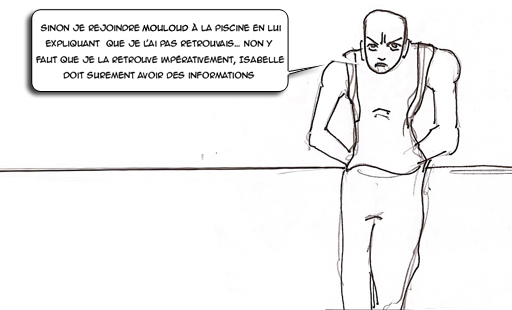 SINON JE REJOINDRE MOULOUD À LA PISCINE EN LUI
EXPLIQUANT QUE JE L'AI PAS RETROUVAIS... NON Y
FAUT QUE JE LA RETROUVE IMPÉRATIVEMENT, ISABELLE
DOIT SUREMENT AVOIR DES INFORMATIONS